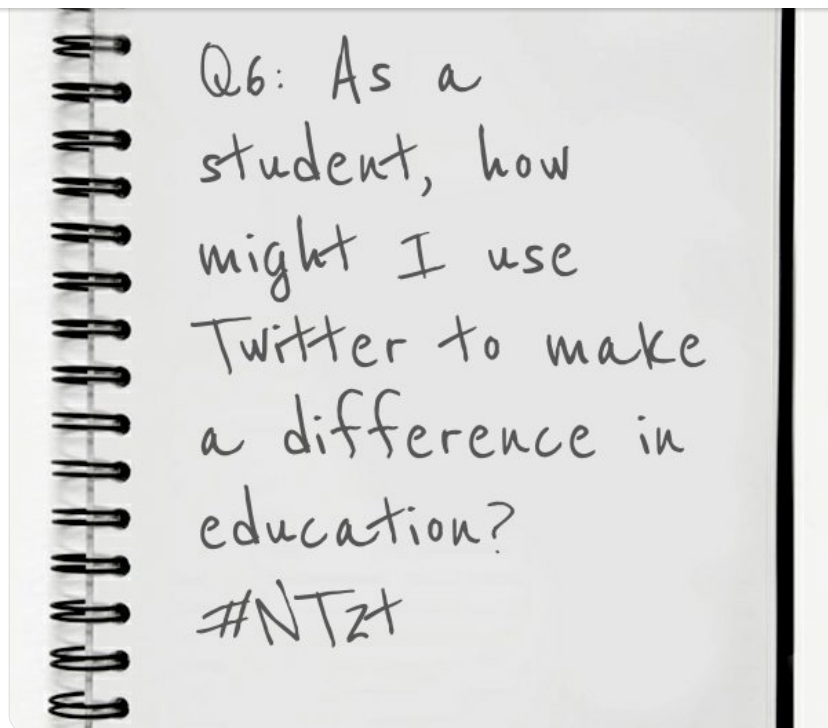 Q6: As a
student, how
might I use
Twitter to make
a difference in
education?
#NTzt